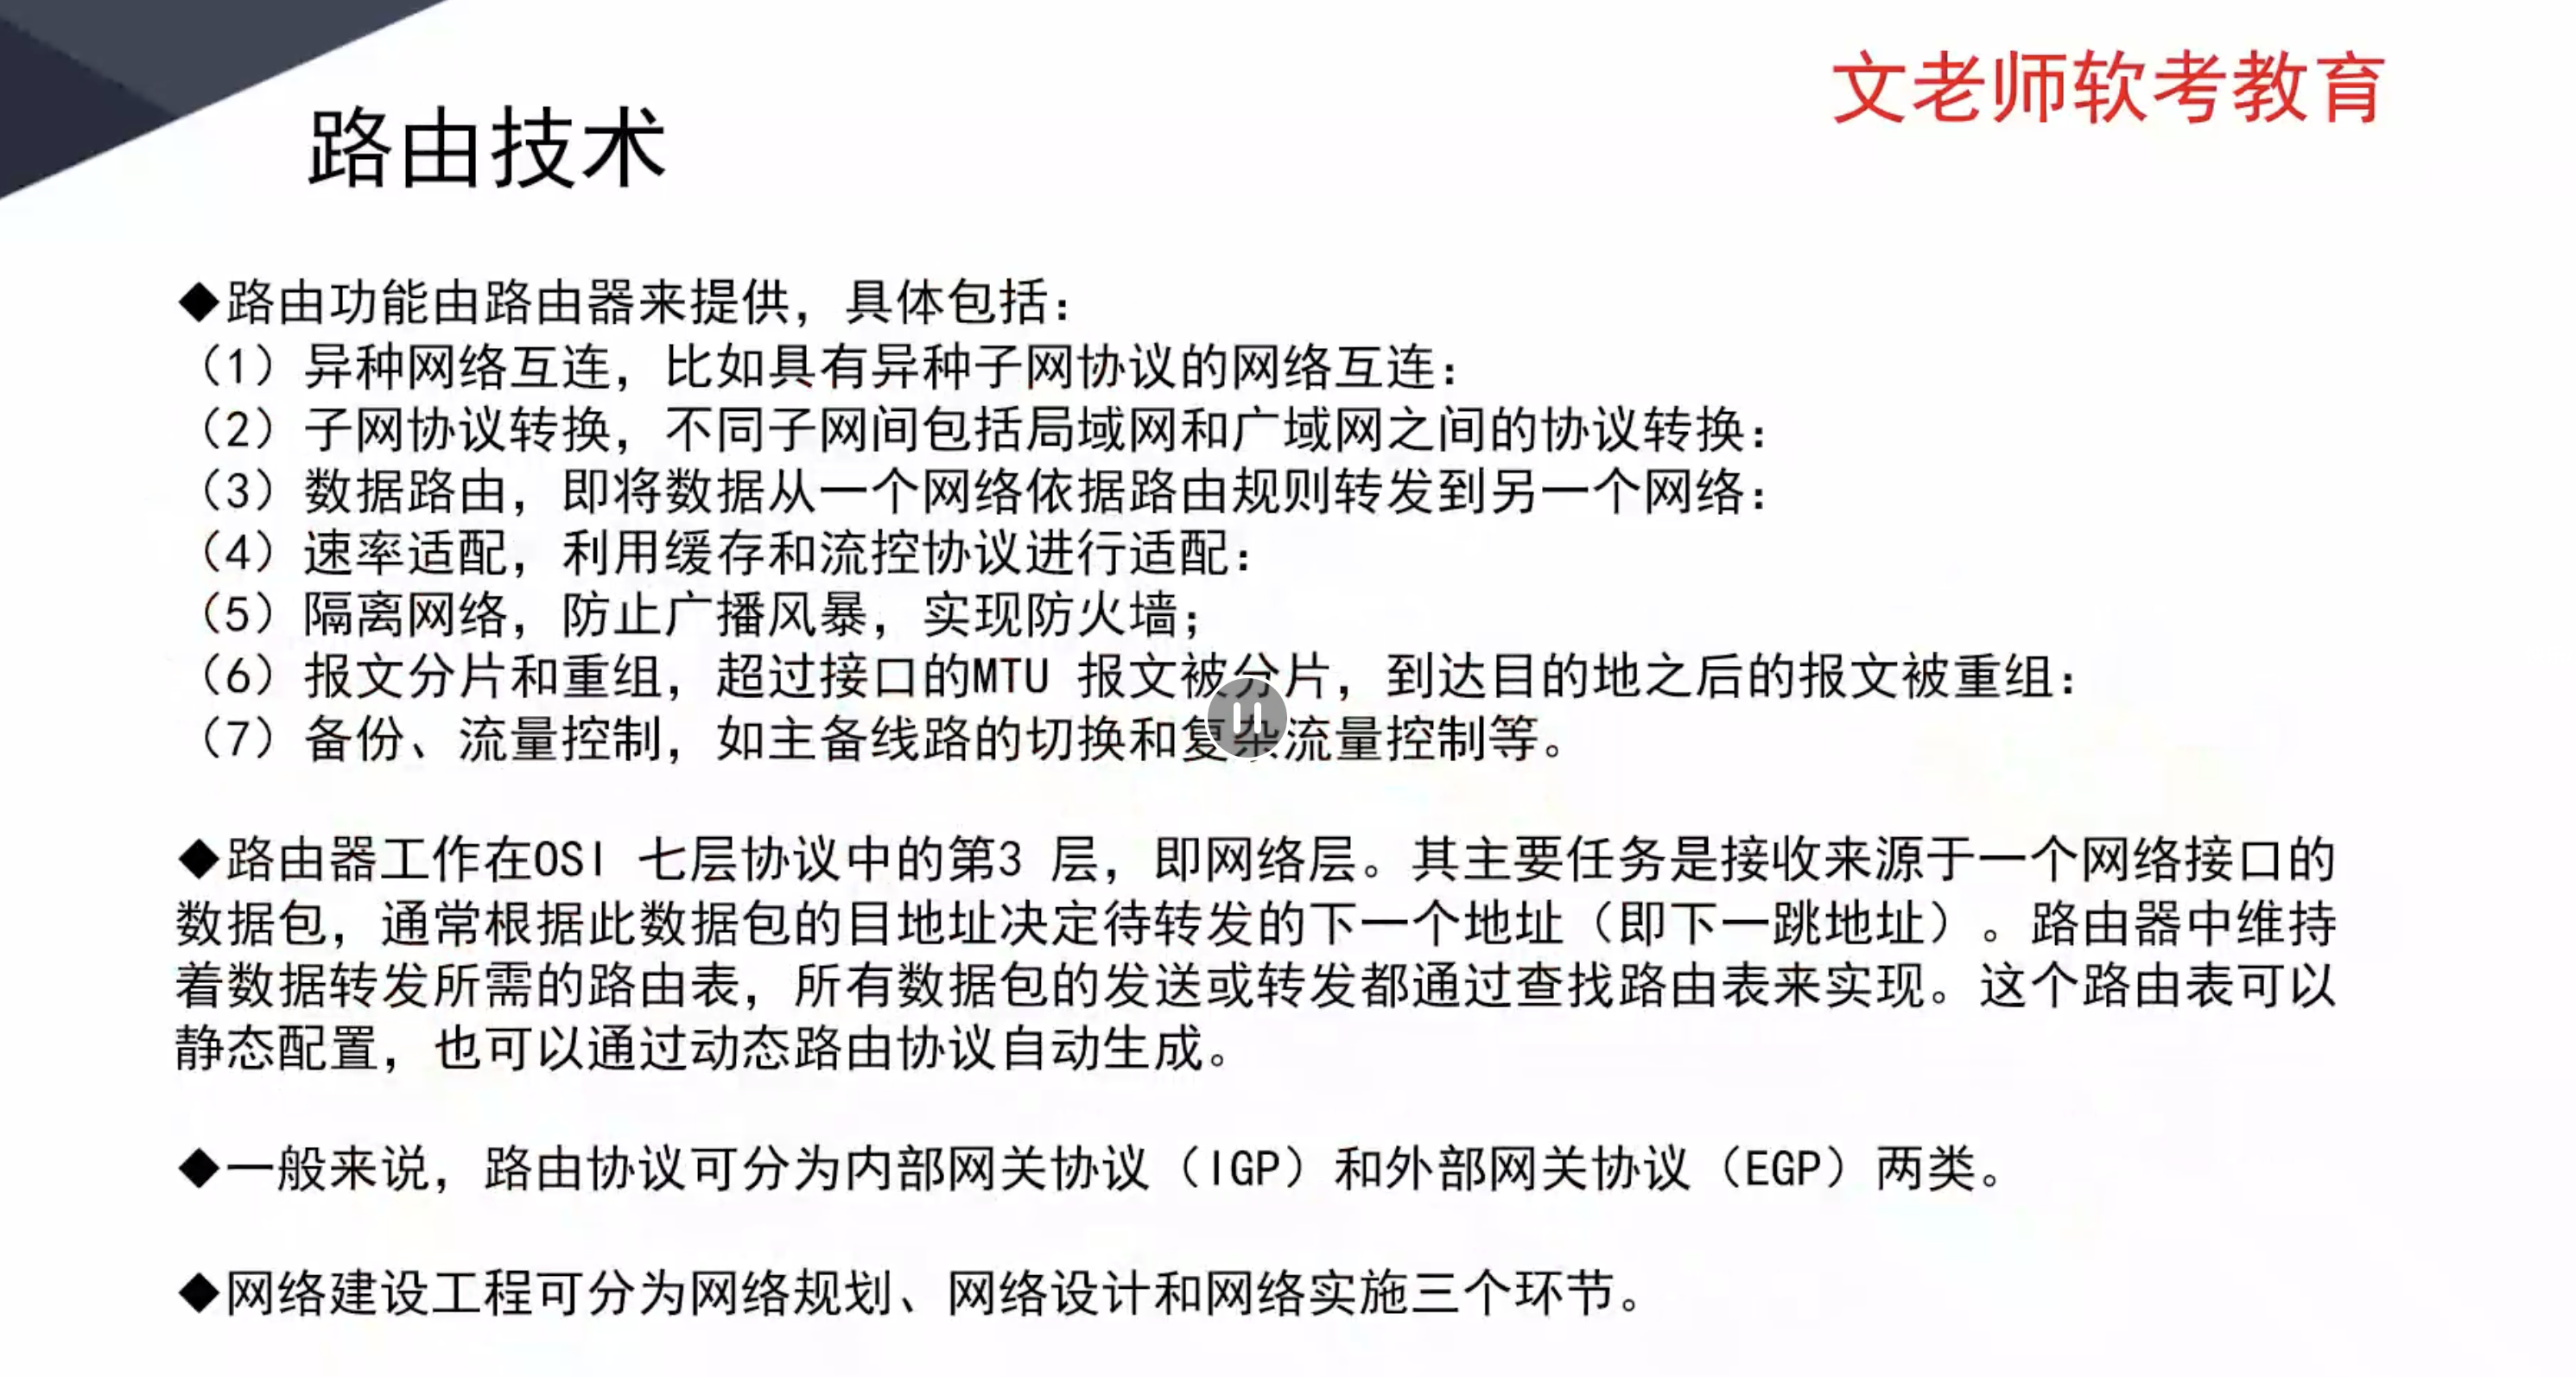 文老师软考教育
路由技术
◆路由功能由路由器来提供，具体包括：
（1）异种网络互连，比如具有异种子网协议的网络互连：
（2）子网协议转换，不同子网间包括局域网和广域网之间的协议转换：
（3）数据路由，即将数据从一个网络依据路由规则转发到另一个网络：
（4）速率适配，利用缓存和流控协议进行适配：
（5）隔离网络，防止广播风暴，实现防火墙；
（6）报文分片和重组，超过接口的MTU 报文被分片，到达目的地之后的报文被重组：
（7）备份、流量控制，如主备线路的切换和复杂流量控制等。
◆路由器工作在OSI 七层协议中的第3 层，即网络层。其主要任务是接收来源于一个网络接口的
数据包，通常根据此数据包的目地址决定待转发的下一个地址（即下一跳地址）。路由器中维持
着数据转发所需的路由表，所有数据包的发送或转发都通过查找路由表来实现。这个路由表可以
静态配置，也可以通过动态路由协议自动生成。
◆一般来说，路由协议可分为内部网关协议（IGP）和外部网关协议（EGP）两类。
◆网络建设工程可分为网络规划、网络设计和网络实施三个环节。